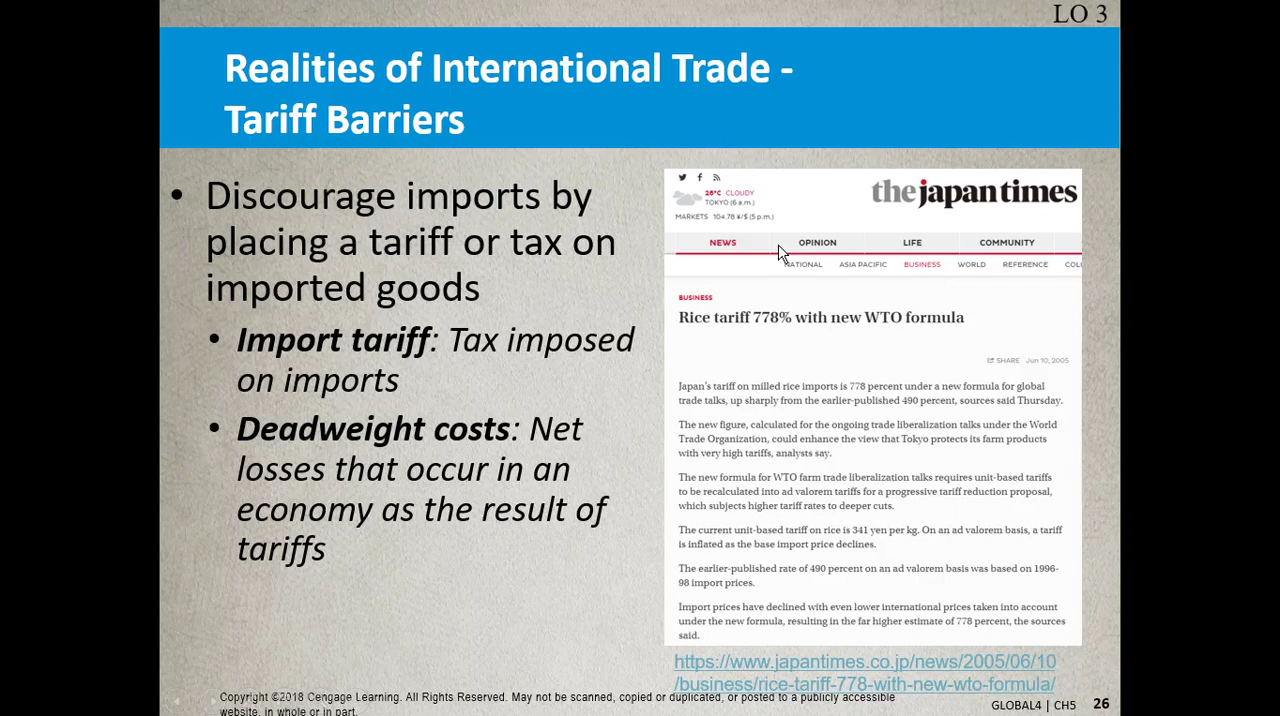 LO 3
Realities of International Trade -
Tariff Barriers
• Discourage imports by
placing a tariff or tax on
imported goods
• Import tariff: Tax imposed
on imports
• Deadweight costs: Net
losses that occur in an
economy as the result of
tariffs
26°C CLOUDY
TOKYO (6 a.m.)
MARKETS 104.78 ¥/$ (5 p.m.)
the japan times
NEWS OPINION LIFE COMMUNITY
NATIONAL ASIA PACIFIC BUSINESS WORLD REFERENCE COL
BUSINESS
Rice tariff 778% with new WTO formula
SHARE Jun 10, 2005
Japan's tariff on milled rice imports is 778 percent under a new formula for global
trade talks, up sharply from the earlier-published 490 percent, sources said Thursday.
The new figure, calculated for the ongoing trade liberalization talks under the World
Trade Organization, could enhance the view that Tokyo protects its farm products
with very high tariffs, analysts say.
The new formula for WTO farm trade liberalization talks requires unit-based tariffs
to be recalculated into ad valorem tariffs for a progressive tariff reduction proposal,
which subjects higher tariff rates to deeper cuts.
The current unit-based tariff on rice is 341 yen per kg. On an ad valorem basis, a tariff
is inflated as the base import price declines.
The earlier-published rate of 490 percent on an ad valorem basis was based on 1996-
98 import prices.
Import prices have declined with even lower international prices taken into account
under the new formula, resulting in the far higher estimate of 778 percent, the sources
said.
https://www.japantimes.co.jp/news/2005/06/10
/business/rice-tariff-778-with-new-wto-formula/
Copyright ©2018 Cengage Learning. All Rights Reserved. May not be scanned, copied or duplicated, or posted to a publicly accessible
website, in whole or in part.
GLOBAL4 | CH5 26